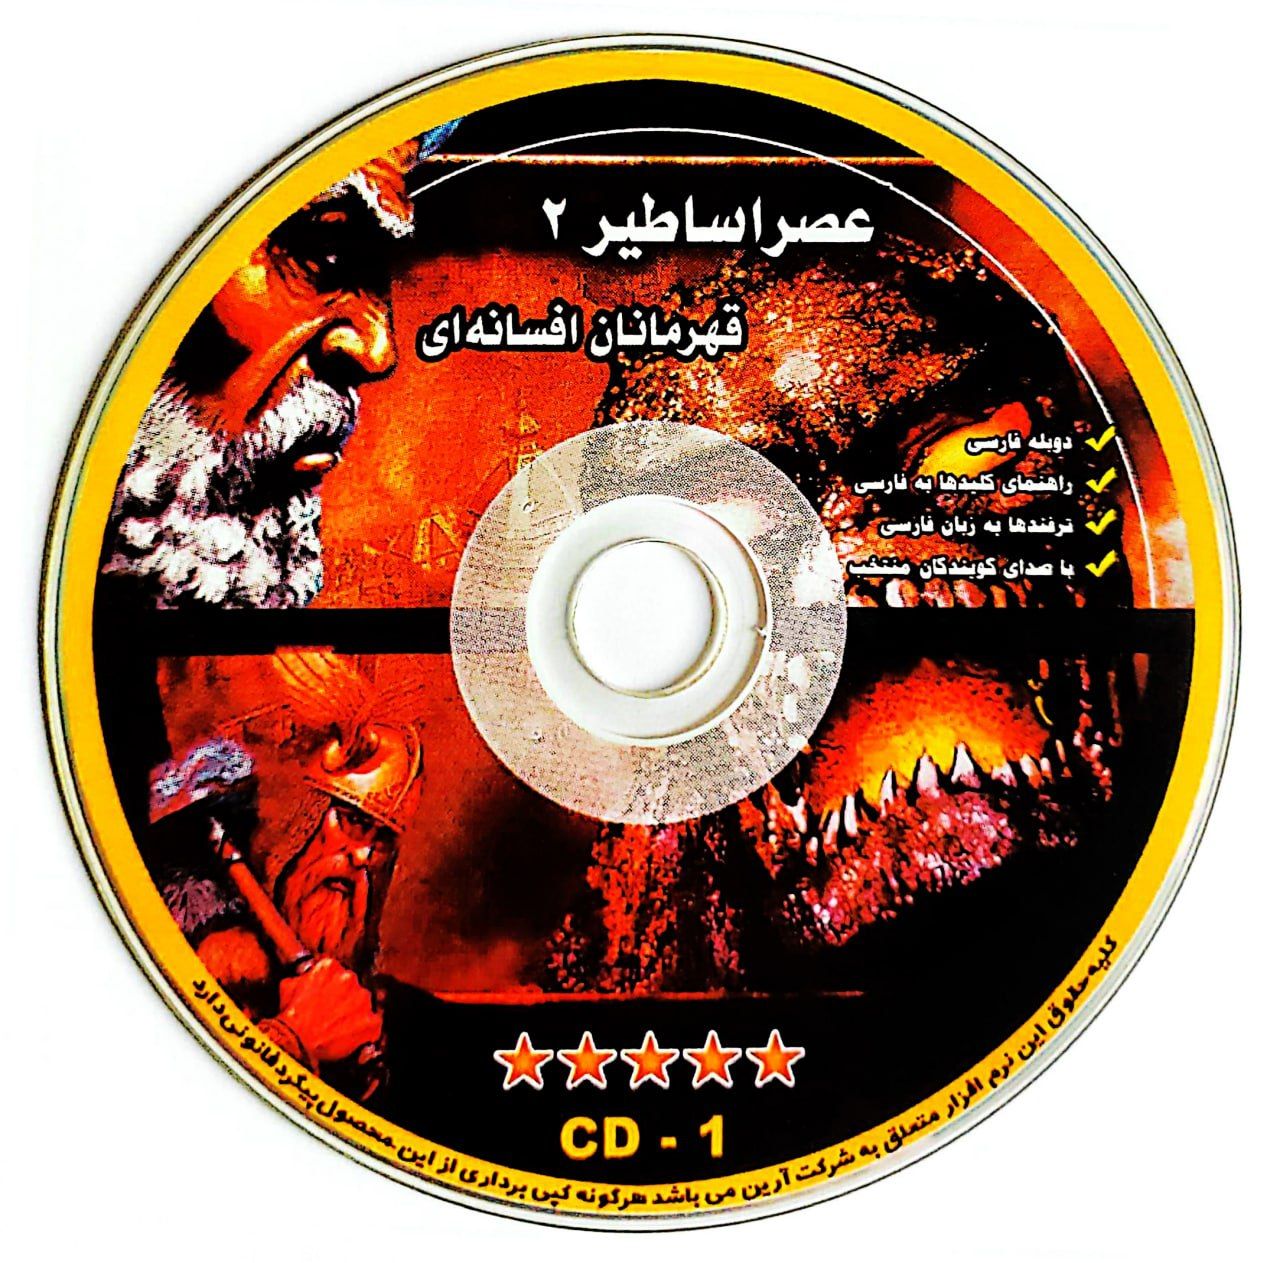 عصر اساطیر ۲
قهرمانان افسانه‌ای
دوبله فارسی
راهنمای کلیدها به فارسی
ترفندها به زبان فارسی
با صدای گویندگان منتخب
CD - 1
کلیه حقوق این نرم افزار متعلق به شرکت آرین می باشد هرگونه کپی برداری از این محصول پیگرد قانونی دارد